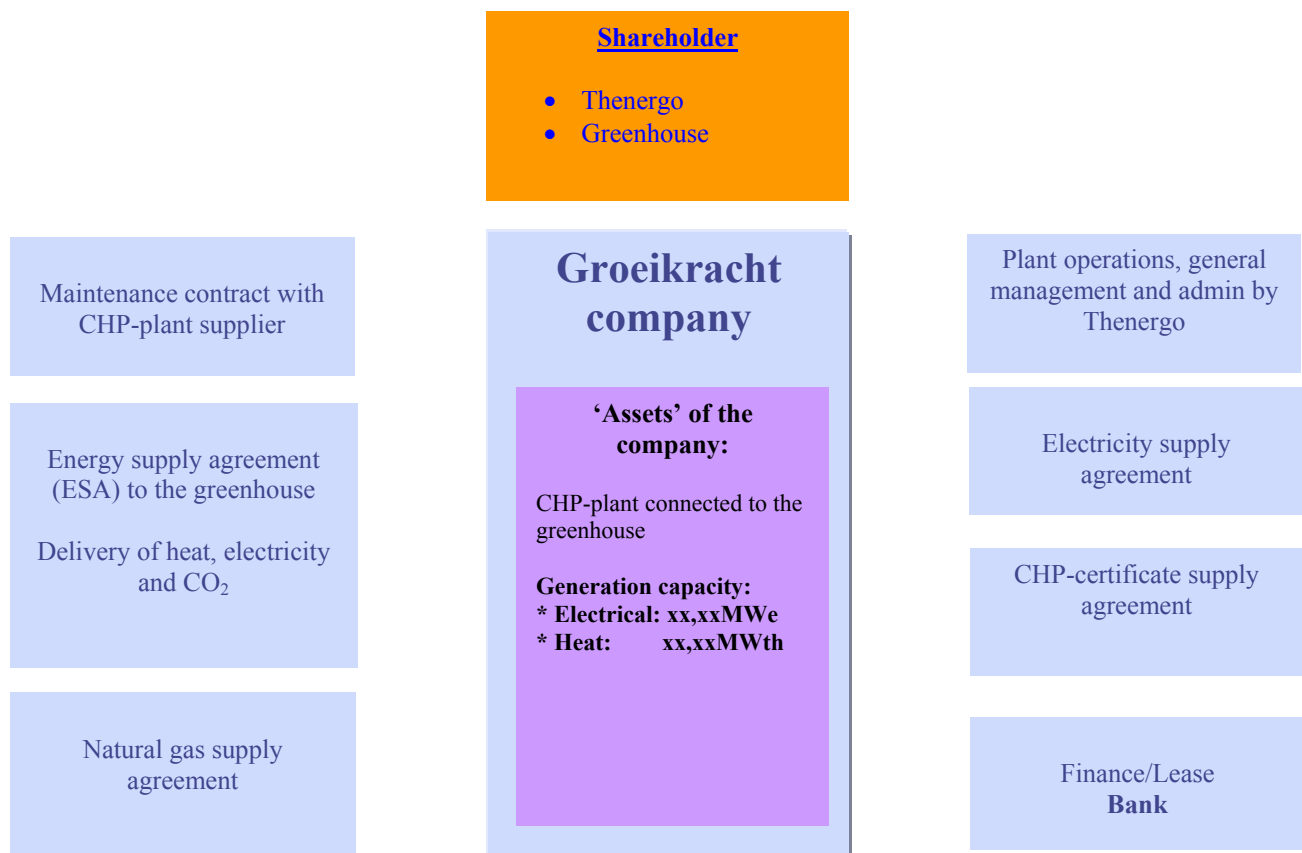 Shareholder
• Thenergo
• Greenhouse
Maintenance contract with
CHP-plant supplier
Energy supply agreement
(ESA) to the greenhouse
Delivery of heat, electricity
and CO₂
Natural gas supply
agreement
Groeikracht
company
‘Assets’ of the
company:
CHP-plant connected to the
greenhouse
Generation capacity:
* Electrical: xx,xxMWe
* Heat: xx,xxMWth
Plant operations, general
management and admin by
Thenergo
Electricity supply
agreement
CHP-certificate supply
agreement
Finance/Lease
Bank